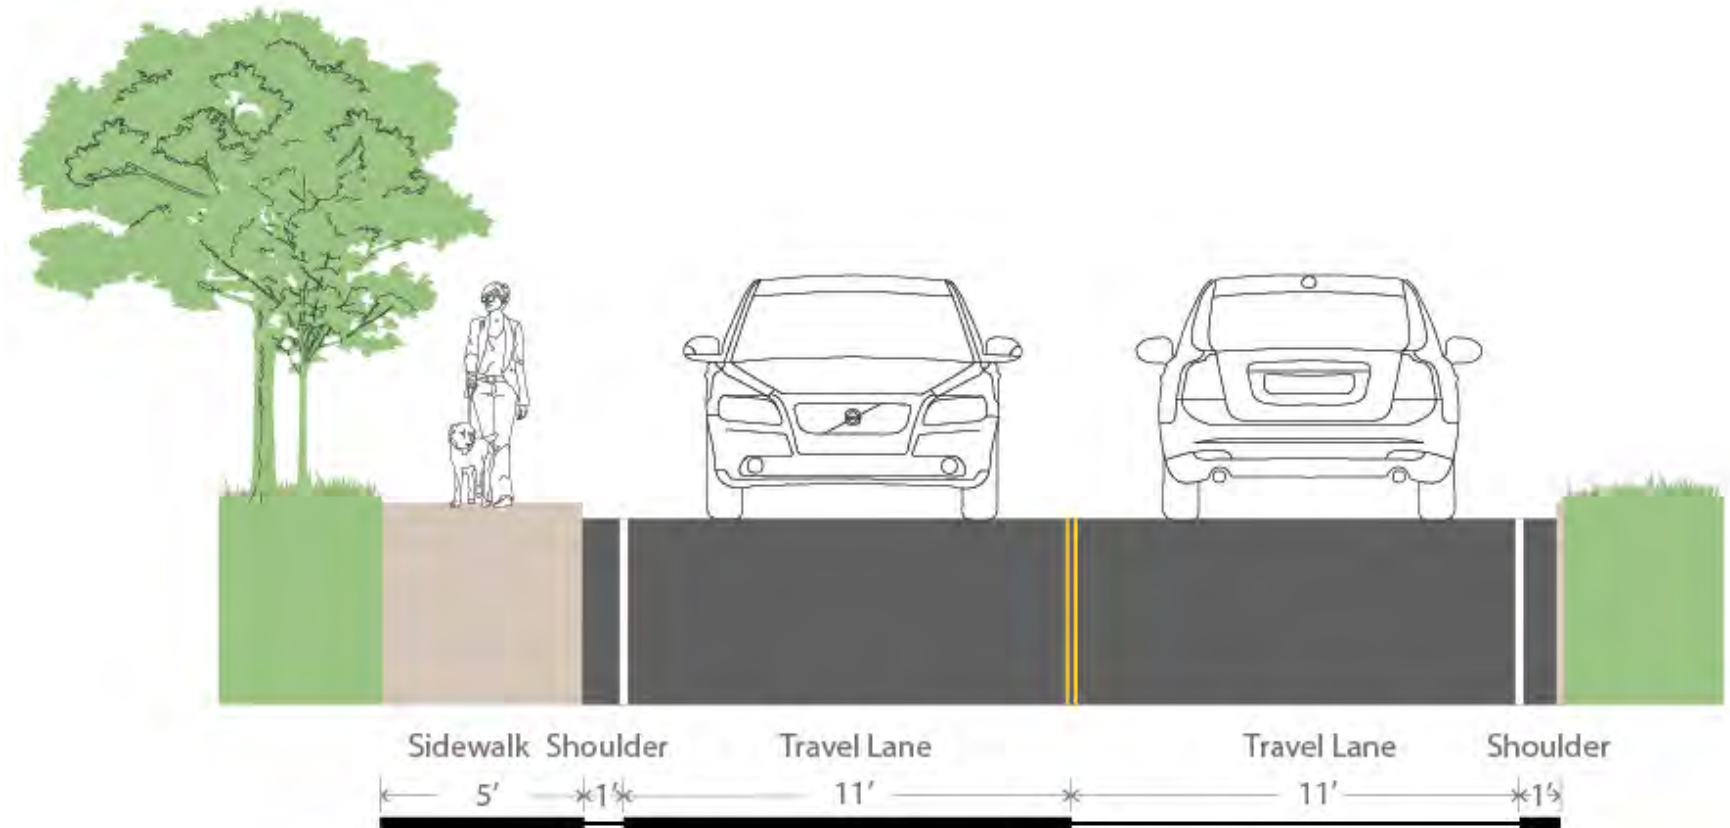 Sidewalk Shoulder Travel Lane Travel Lane Shoulder
5’ 1’ 11’ 11’ 1’